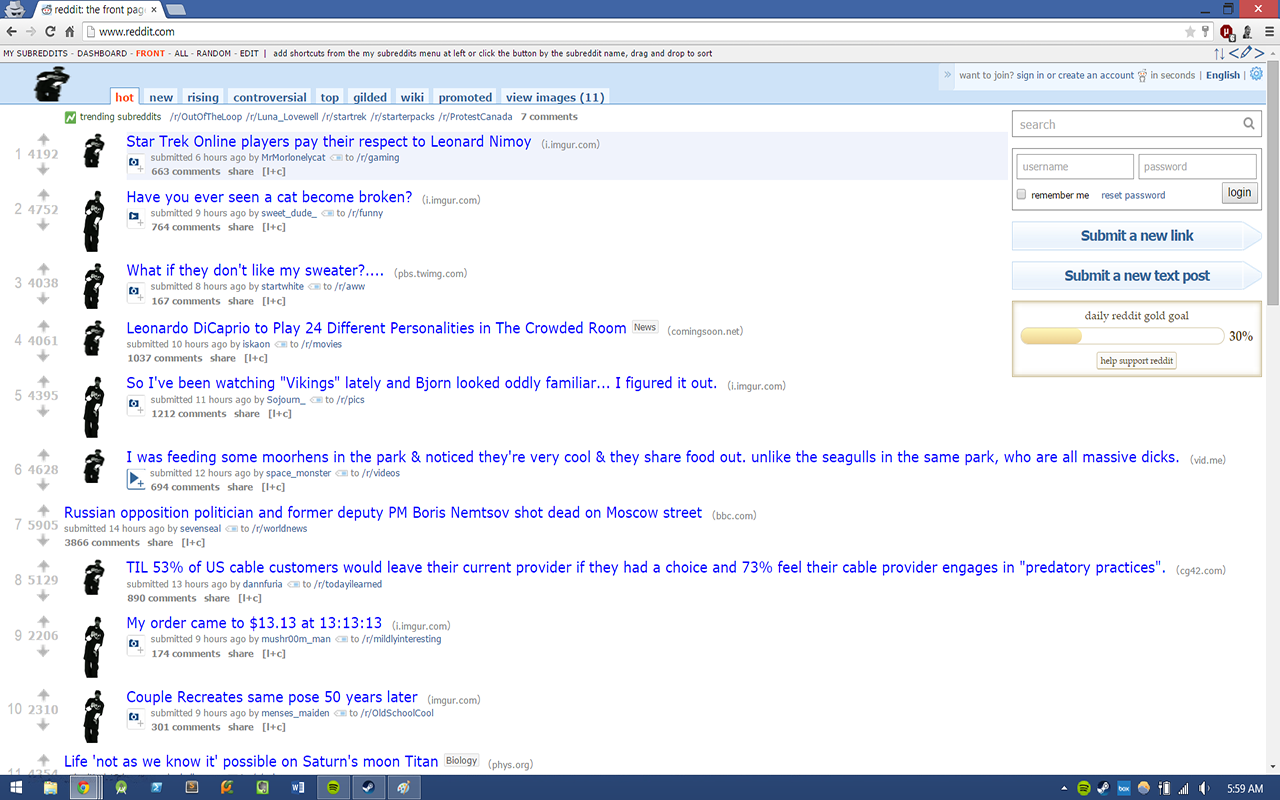 reddit: the front pag
www.reddit.com
MY SUBREDDITS - DASHBOARD - FRONT - ALL - RANDOM - EDIT | add shortcuts from the my subreddits menu at left or click the button by the subreddit name, drag and drop to sort
want to join? sign in or create an account in seconds | English |
hot new rising controversial top gilded wiki promoted view images (11)
trending subreddits /r/OutOfTheLoop /r/Luna_Lovewell /r/startrek /r/starterpacks /r/ProtestCanada 7 comments
1 4192
Star Trek Online players pay their respect to Leonard Nimoy (i.imgur.com)
submitted 6 hours ago by MrMorlonelycat to /r/gaming
663 comments share [l+c]
2 4752
Have you ever seen a cat become broken? (i.imgur.com)
submitted 9 hours ago by sweet_dude_ to /r/funny
764 comments share [l+c]
3 4038
What if they don't like my sweater?.... (pbs.twimg.com)
submitted 8 hours ago by startwhite to /r/aww
167 comments share [l+c]
4 4061
Leonardo DiCaprio to Play 24 Different Personalities in The Crowded Room News (comingsoon.net)
submitted 10 hours ago by iskaon to /r/movies
1037 comments share [l+c]
5 4395
So I've been watching "Vikings" lately and Bjorn looked oddly familiar... I figured it out. (i.imgur.com)
submitted 11 hours ago by Sojourn_ to /r/pics
1212 comments share [l+c]
6 4628
I was feeding some moorhens in the park & noticed they're very cool & they share food out. unlike the seagulls in the same park, who are all massive dicks. (vid.me)
submitted 12 hours ago by space_monster to /r/videos
694 comments share [l+c]
7 5905
Russian opposition politician and former deputy PM Boris Nemtsov shot dead on Moscow street (bbc.com)
submitted 14 hours ago by sevenseal to /r/worldnews
3866 comments share [l+c]
8 5129
TIL 53% of US cable customers would leave their current provider if they had a choice and 73% feel their cable provider engages in "predatory practices". (cg42.com)
submitted 13 hours ago by dannfuria to /r/todayilearned
890 comments share [l+c]
9 2206
My order came to $13.13 at 13:13:13 (i.imgur.com)
submitted 9 hours ago by mushr00m_man to /r/mildlyinteresting
174 comments share [l+c]
10 2310
Couple Recreates same pose 50 years later (imgur.com)
submitted 9 hours ago by menses_maiden to /r/OldSchoolCool
301 comments share [l+c]
11 4354
Life 'not as we know it' possible on Saturn's moon Titan Biology (phys.org)
search
username password
remember me reset password login
Submit a new link
Submit a new text post
daily reddit gold goal
30%
help support reddit
box
5:59 AM